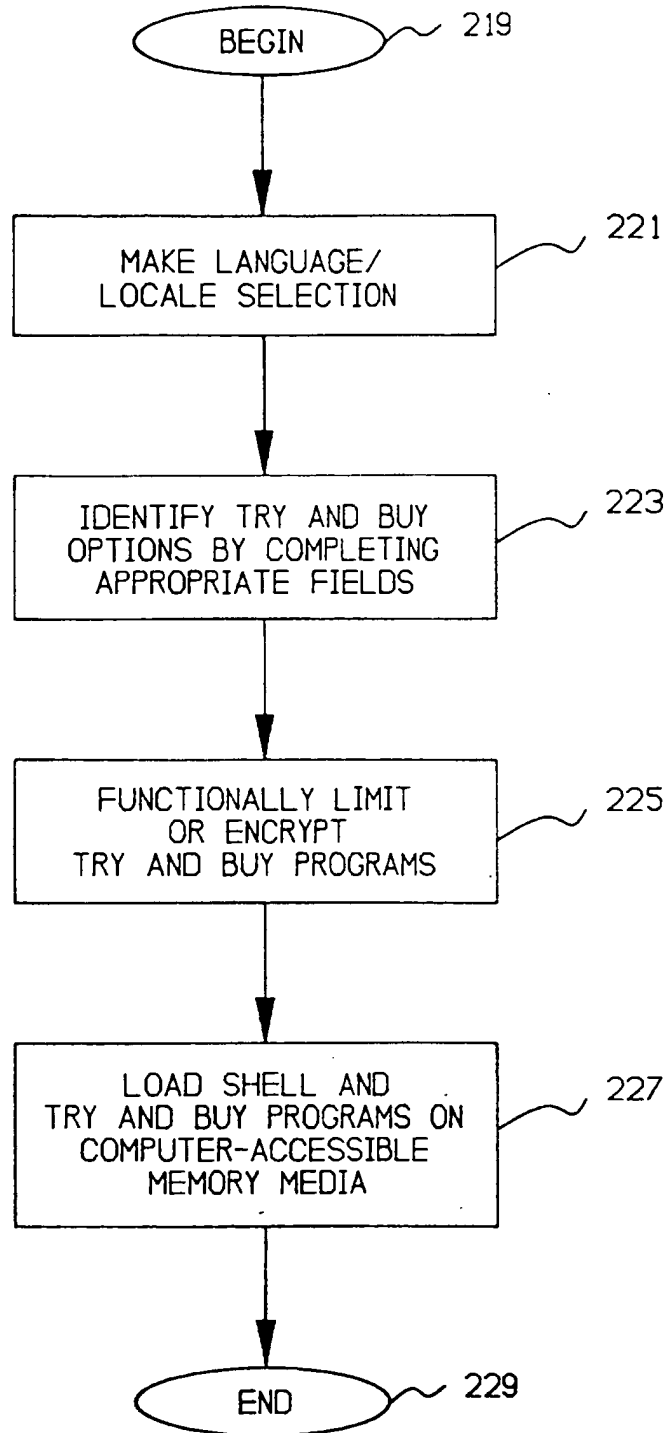 BEGIN
219
MAKE LANGUAGE/
LOCALE SELECTION
221
IDENTIFY TRY AND BUY
OPTIONS BY COMPLETING
APPROPRIATE FIELDS
223
FUNCTIONALLY LIMIT
OR ENCRYPT
TRY AND BUY PROGRAMS
225
LOAD SHELL AND
TRY AND BUY PROGRAMS ON
COMPUTER-ACCESSIBLE
MEMORY MEDIA
227
END
229